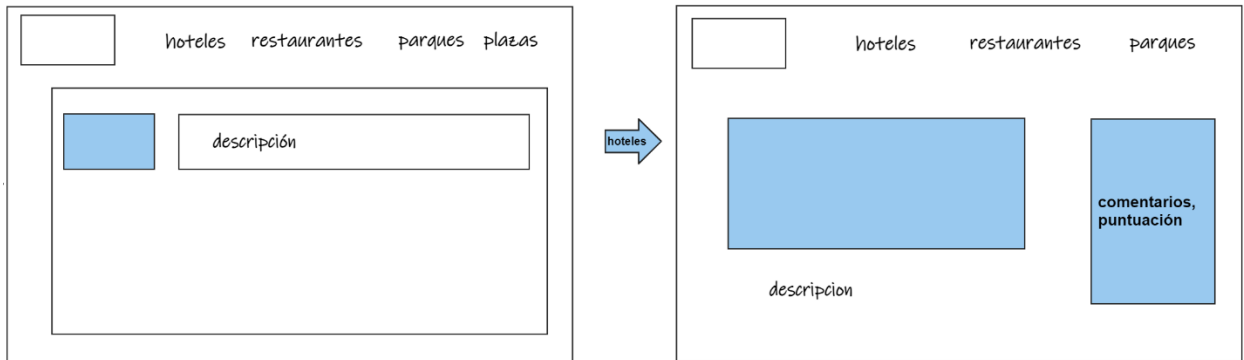 hoteles restaurantes parques plazas
descripción
hoteles
hoteles restaurantes parques
comentarios,
puntuación
descripcion